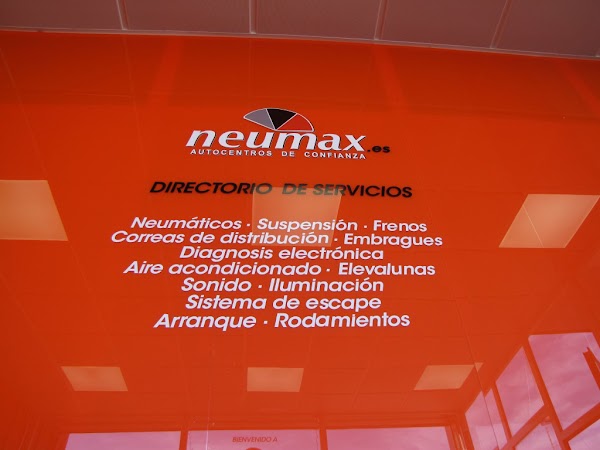 neumax.es
AUTOCENTROS DE CONFIANZA
DIRECTORIO DE SERVICIOS
Neumáticos · Suspensión · Frenos
Correas de distribución · Embragues
Diagnosis electrónica
Aire acondicionado · Elevalunas
Sonido · Iluminación
Sistema de escape
Arranque · Rodamientos
BIENVENIDO A